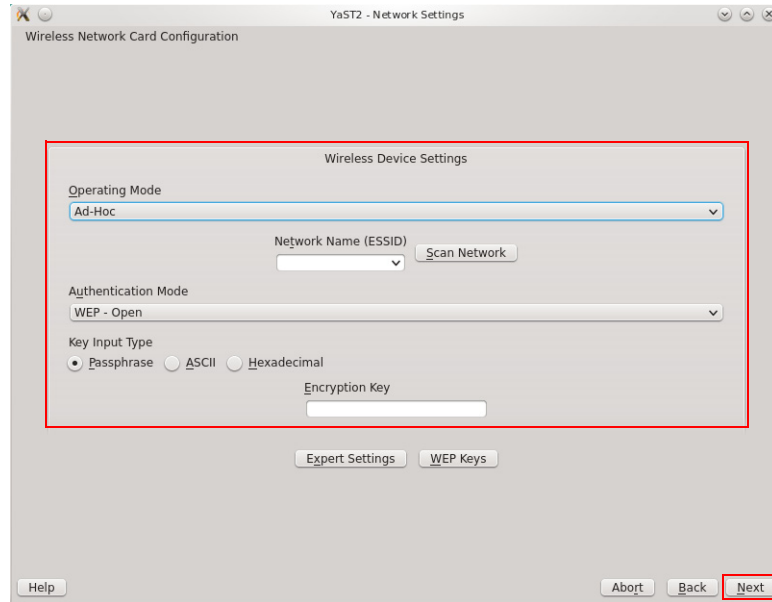 YaST2 - Network Settings
Wireless Network Card Configuration
Wireless Device Settings
Operating Mode
Ad-Hoc
Network Name (ESSID)
Scan Network
Authentication Mode
WEP - Open
Key Input Type
Passphrase ASCII Hexadecimal
Encryption Key
Expert Settings WEP Keys
Help Abort Back Next